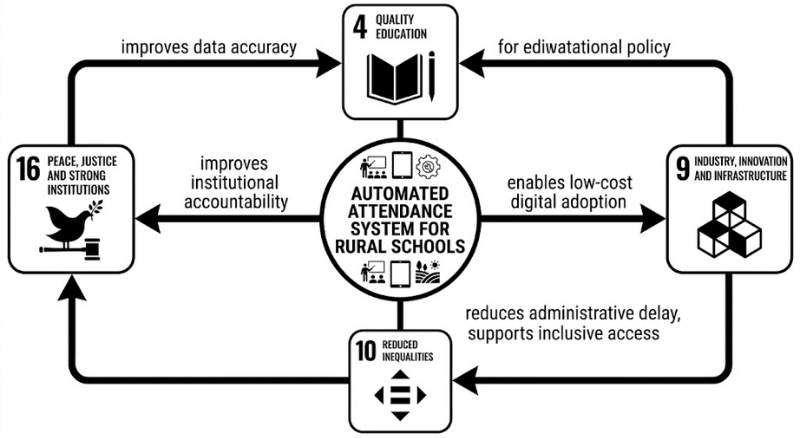 4 QUALITY
EDUCATION
improves data accuracy
for ediwatational policy
16 PEACE, JUSTICE
AND STRONG
INSTITUTIONS
improves
institutional
accountability
AUTOMATED
ATTENDANCE
SYSTEM FOR
RURAL SCHOOLS
enables low-cost
digital adoption
9 INDUSTRY, INNOVATION
AND INFRASTRUCTURE
reduces administrative delay,
supports inclusive access
10 REDUCED
INEQUALITIES